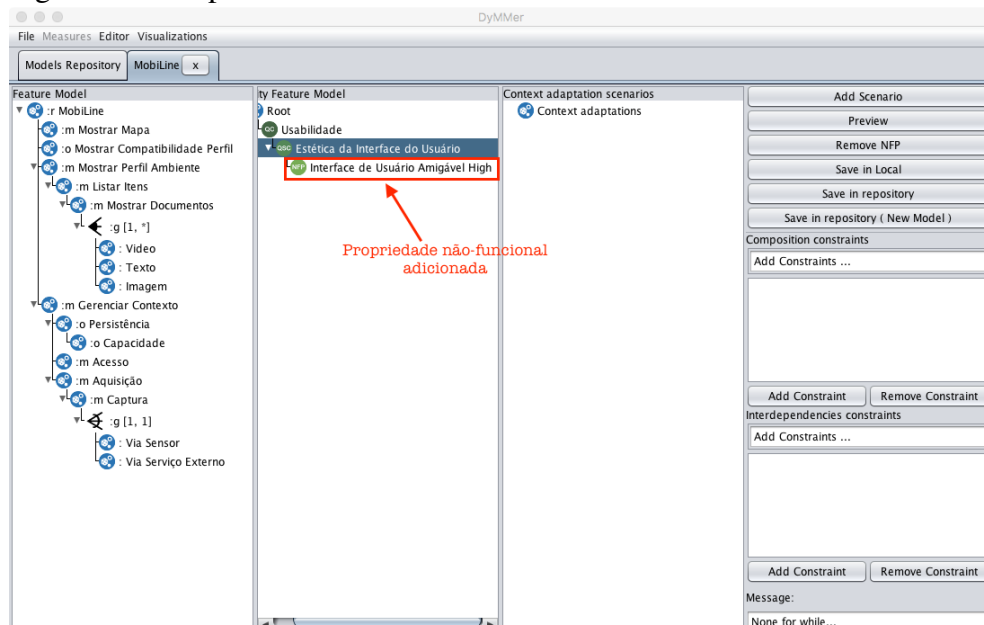 DyMMer
File Measures Editor Visualizations
Models Repository
MobiLine x
Feature Model
:r MobiLine
:m Mostrar Mapa
:o Mostrar Compatibilidade Perfil
:m Mostrar Perfil Ambiente
:m Listar Itens
:m Mostrar Documentos
:g [1, *]
: Video
: Texto
: Imagem
:m Gerenciar Contexto
:o Persistência
:o Capacidade
:m Acesso
:m Aquisição
:m Captura
:g [1, 1]
: Via Sensor
: Via Serviço Externo
ty Feature Model
Root
QC Usabilidade
QSC Estética da Interface do Usuário
NFP Interface de Usuário Amigável High
Propriedade não-funcional
adicionada
Context adaptation scenarios
Context adaptations
Add Scenario
Preview
Remove NFP
Save in Local
Save in repository
Save in repository ( New Model )
Composition constraints
Add Constraints ...
Add Constraint Remove Constraint
Interdependencies constraints
Add Constraints ...
Add Constraint Remove Constraint
Message:
None for while...